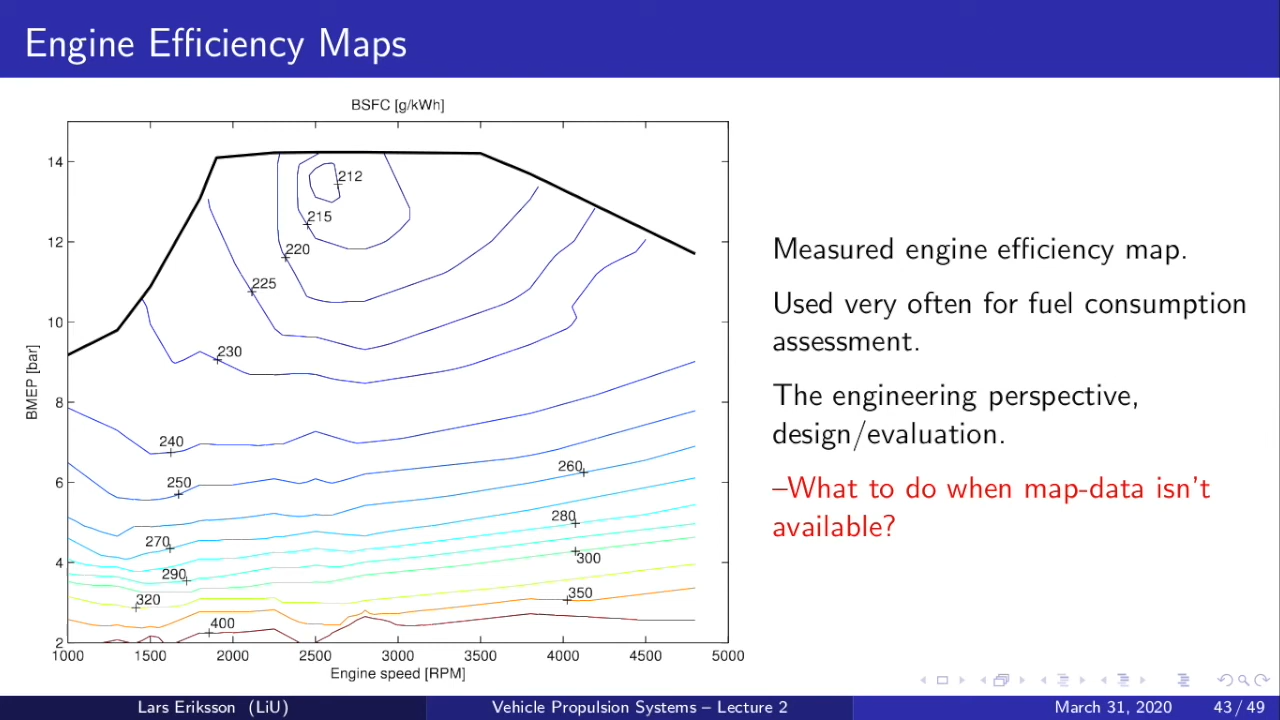 Engine Efficiency Maps
BSFC [g/kWh]
14
12
10
8
6
4
2
BMEP [bar]
212
215
220
225
230
240
250
260
270
280
290
300
320
350
400
1000 1500 2000 2500 3000 3500 4000 4500 5000
Engine speed [RPM]
Measured engine efficiency map.
Used very often for fuel consumption
assessment.
The engineering perspective,
design/evaluation.
–What to do when map-data isn't
available?
Lars Eriksson (LiU) Vehicle Propulsion Systems – Lecture 2 March 31, 2020 43 / 49